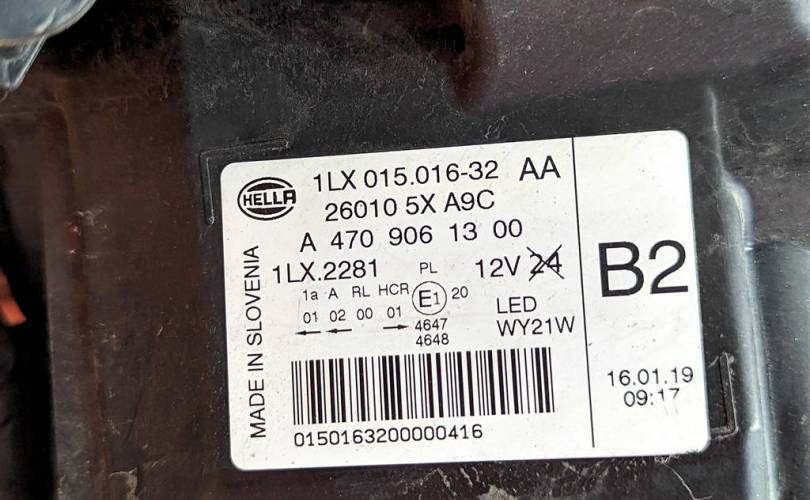 HELLA
1LX 015.016-32 AA
26010 5X A9C
A 470 906 13 00
1LX.2281 PL 12V 24
1a A RL HCR E1 20 LED
01 02 00 01 4647 WY21W
4648
MADE IN SLOVENIA
0150163200000416
B2
16.01.19
09:17